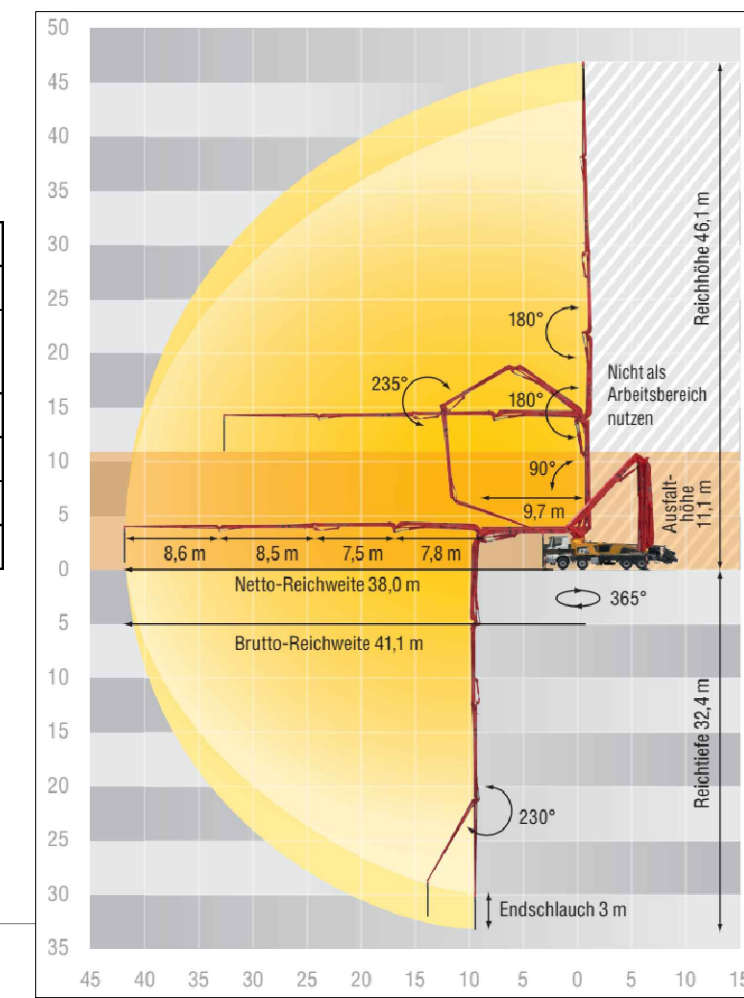 50
45
40
35
30
25
20
15
10
5
0
5
10
15
20
25
30
35
45 40 35 30 25 20 15 10 5 0 5 10 15
Reichhöhe 46,1 m
180°
Nicht als
Arbeitsbereich
nutzen
235°
180°
90°
9,7 m
Ausfalt-
höhe
11,1 m
8,6 m 8,5 m 7,5 m 7,8 m
Netto-Reichweite 38,0 m
365°
Brutto-Reichweite 41,1 m
Reichtiefe 32,4 m
230°
Endschlauch 3 m